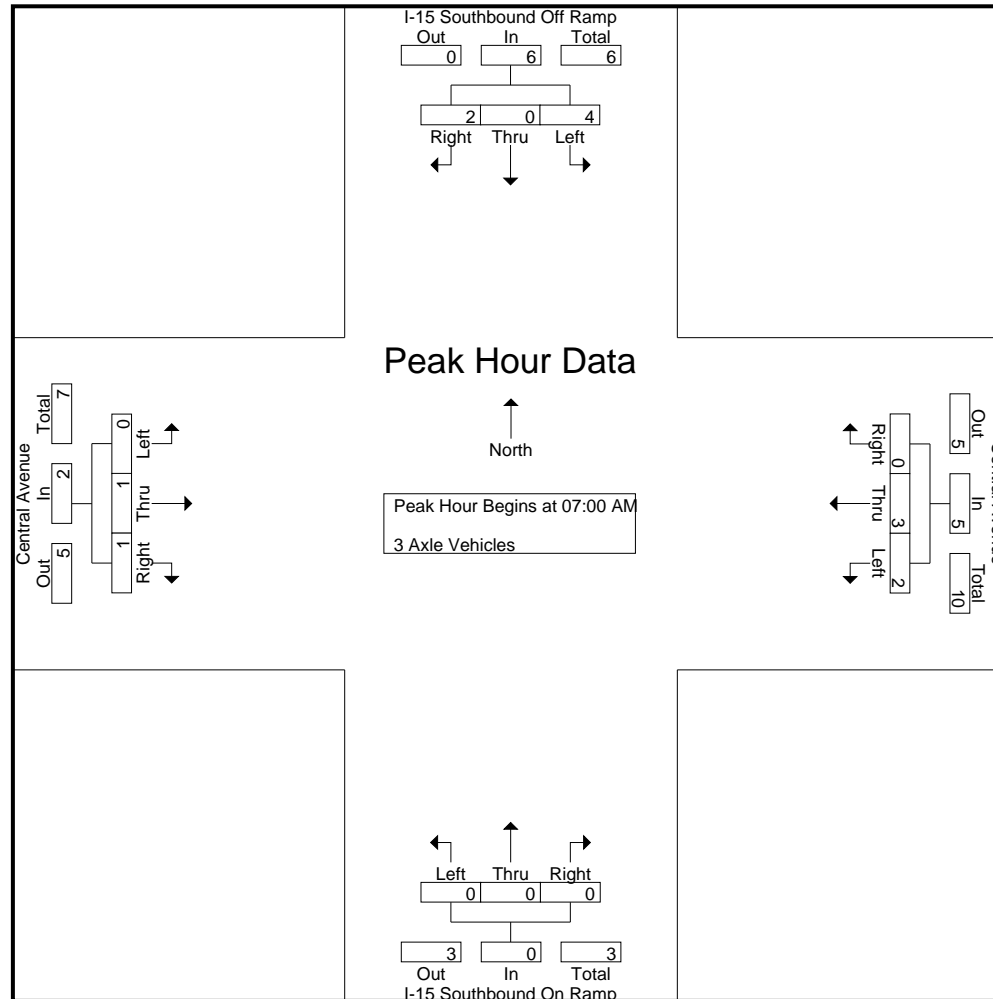 I-15 Southbound Off Ramp
Out In Total
0 6 6
2 0 4
Right Thru Left
Peak Hour Data
North
Peak Hour Begins at 07:00 AM
3 Axle Vehicles
Central Avenue
Total In Out
7 2 5
0 1 1
Left Thru Right
Out In Total
5 5 10
Right Thru Left
0 3 2
Left Thru Right
0 0 0
3 0 3
Out In Total
I-15 Southbound On Ramp